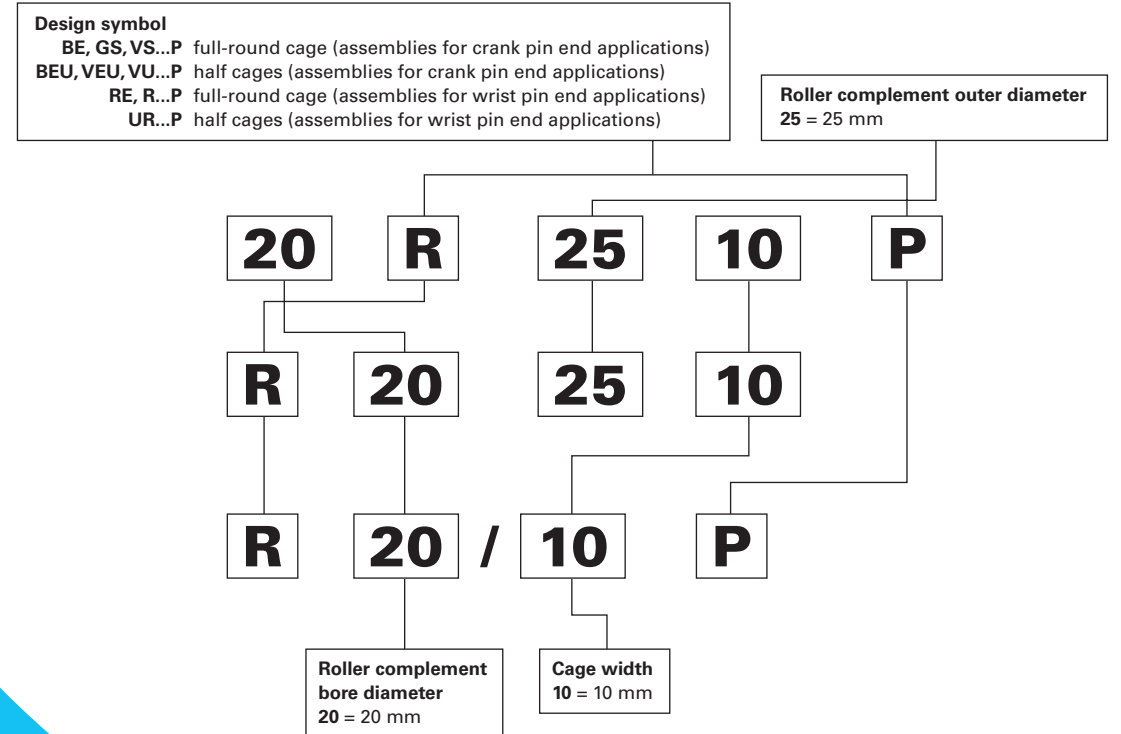 Design symbol
BE, GS, VS...P full-round cage (assemblies for crank pin end applications)
BEU, VEU, VU...P half cages (assemblies for crank pin end applications)
RE, R...P full-round cage (assemblies for wrist pin end applications)
UR...P half cages (assemblies for wrist pin end applications)
Roller complement outer diameter
25 = 25 mm
20 R 25 10 P
R 20 25 10
R 20 / 10 P
Roller complement
bore diameter
20 = 20 mm
Cage width
10 = 10 mm